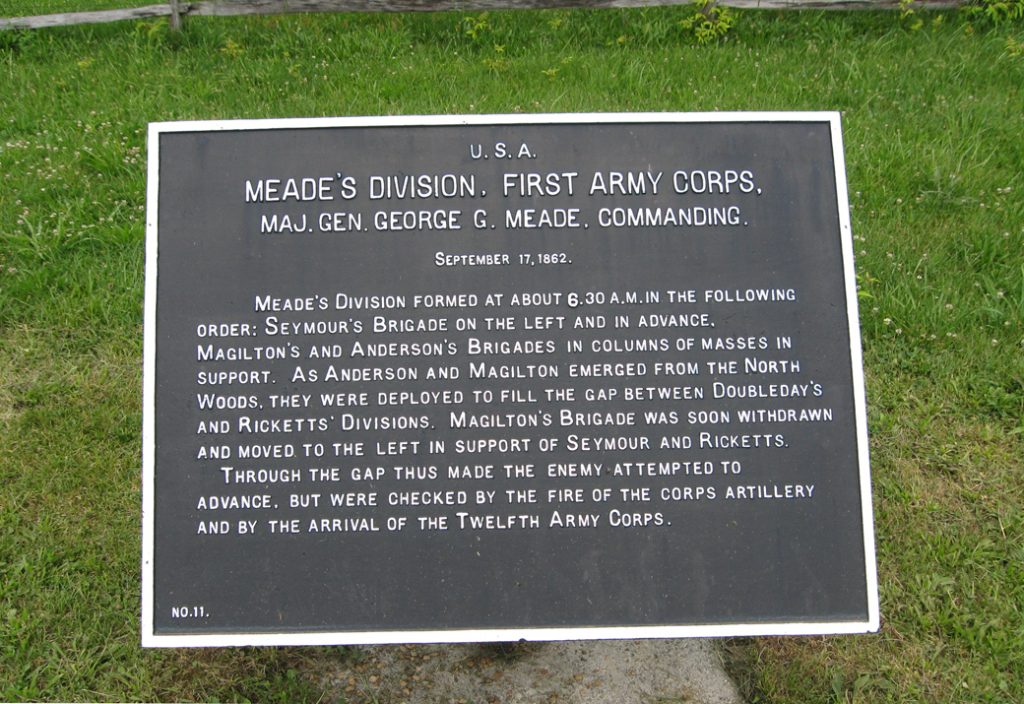 U.S.A.
MEADE'S DIVISION, FIRST ARMY CORPS,
MAJ. GEN. GEORGE G. MEADE, COMMANDING.
SEPTEMBER 17, 1862.
MEADE'S DIVISION FORMED AT ABOUT 6.30 A.M. IN THE FOLLOWING
ORDER: SEYMOUR'S BRIGADE ON THE LEFT AND IN ADVANCE,
MAGILTON'S AND ANDERSON'S BRIGADES IN COLUMNS OF MASSES IN
SUPPORT. AS ANDERSON AND MAGILTON EMERGED FROM THE NORTH
WOODS, THEY WERE DEPLOYED TO FILL THE GAP BETWEEN DOUBLEDAY'S
AND RICKETTS' DIVISIONS. MAGILTON'S BRIGADE WAS SOON WITHDRAWN
AND MOVED TO THE LEFT IN SUPPORT OF SEYMOUR AND RICKETTS.
THROUGH THE GAP THUS MADE THE ENEMY ATTEMPTED TO
ADVANCE, BUT WERE CHECKED BY THE FIRE OF THE CORPS ARTILLERY
AND BY THE ARRIVAL OF THE TWELFTH ARMY CORPS.
NO.11.